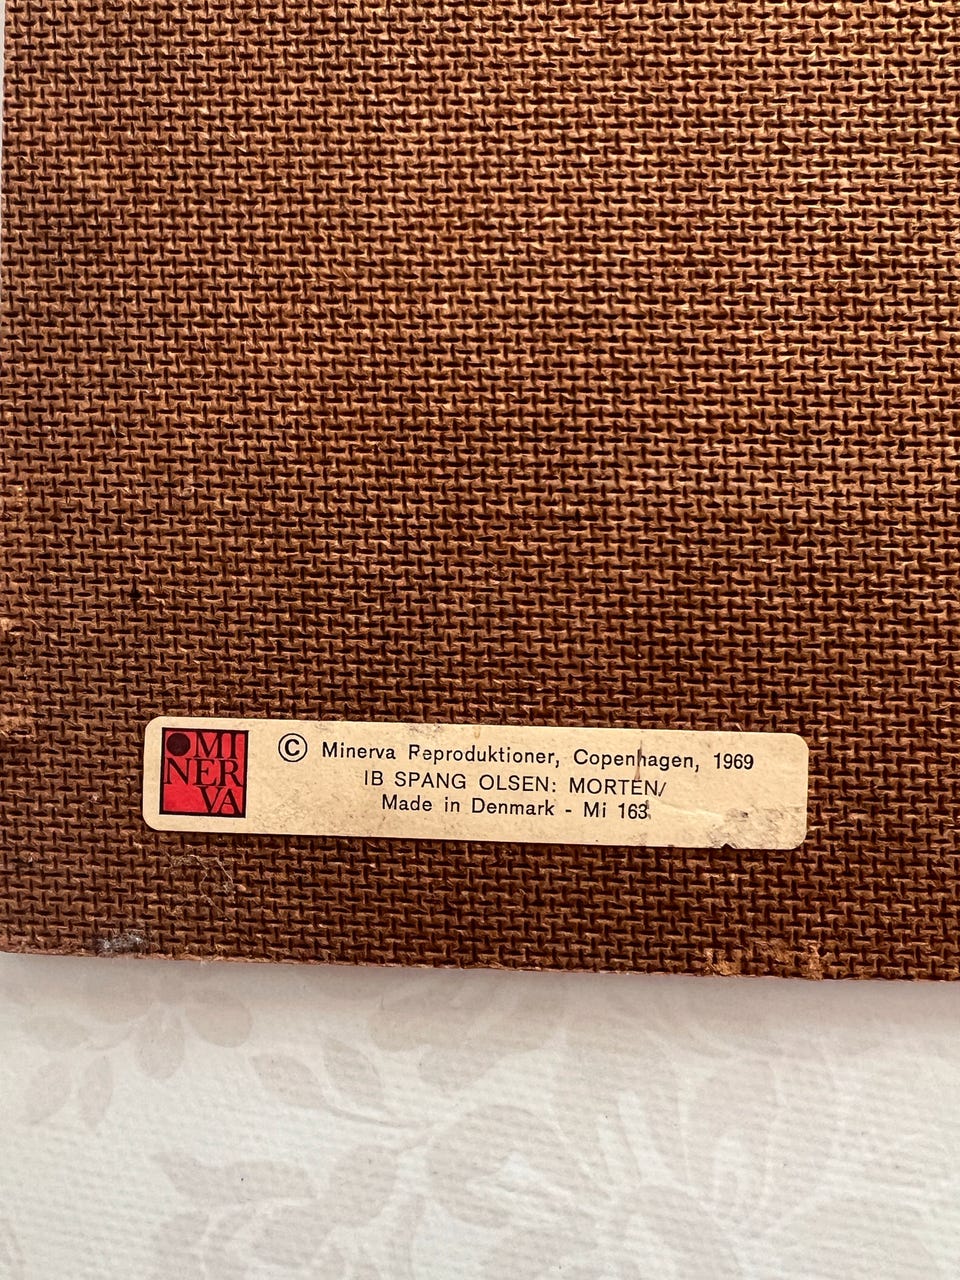 MI
NER
VA
© Minerva Reproduktioner, Copenhagen, 1969
IB SPANG OLSEN: MORTEN/
Made in Denmark - Mi 163